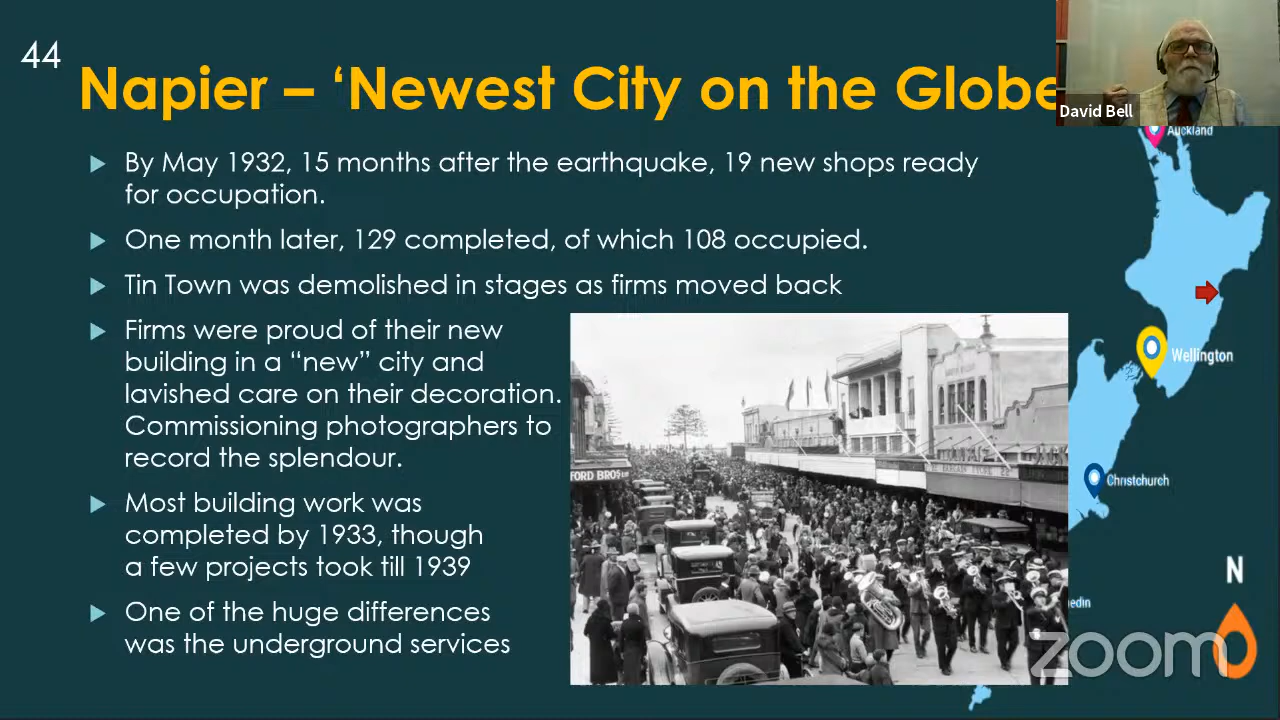 44
Napier – ‘Newest City on the Globe
David Bell
Auckland
By May 1932, 15 months after the earthquake, 19 new shops ready
for occupation.
One month later, 129 completed, of which 108 occupied.
Tin Town was demolished in stages as firms moved back
Firms were proud of their new
building in a “new” city and
lavished care on their decoration.
Commissioning photographers to
record the splendour.
Most building work was
completed by 1933, though
a few projects took till 1939
One of the huge differences
was the underground services
FORD BROS
Wellington
Christchurch
N
edin
zoom